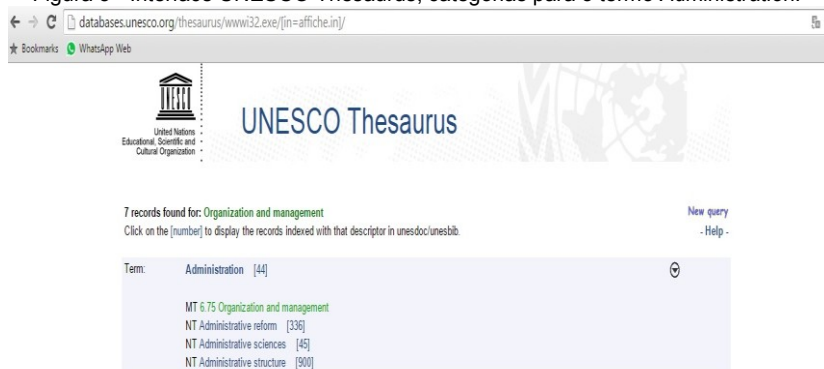 Figura 3 - Interface UNESCO Thesaurus, categorias para o termo Administration.
databases.unesco.org/thesaurus/wwwi32.exe/[in=affiche.in]/
Bookmarks WhatsApp Web
UNESCO
United Nations
Educational, Scientific and
Cultural Organization
UNESCO Thesaurus
7 records found for: Organization and management New query
Click on the [number] to display the records indexed with that descriptor in unesdoc/unesbib. - Help -
Term: Administration [44]
MT 6.75 Organization and management
NT Administrative reform [336]
NT Administrative sciences [45]
NT Administrative structure [900]